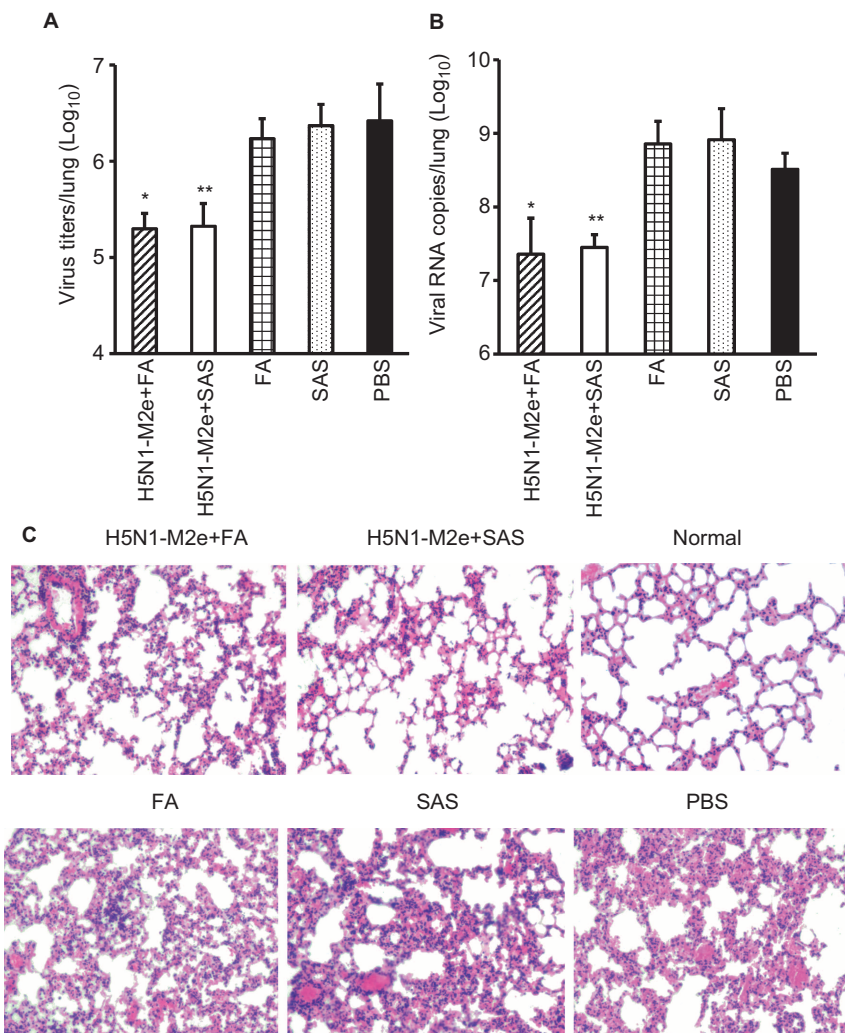 A
Virus titers/lung (Log10)
7
6
5
4
*
**
H5N1-M2e+FA
H5N1-M2e+SAS
FA
SAS
PBS
B
Viral RNA copies/lung (Log10)
10
9
8
7
6
*
**
H5N1-M2e+FA
H5N1-M2e+SAS
FA
SAS
PBS
C
H5N1-M2e+FA
H5N1-M2e+SAS
Normal
FA
SAS
PBS